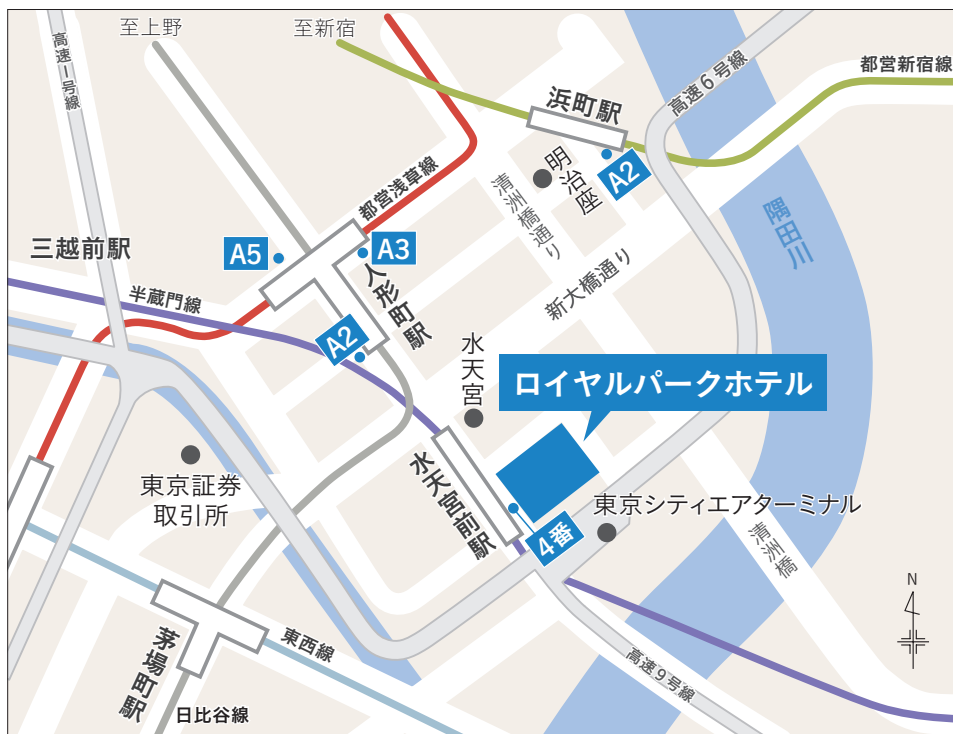 至上野
至新宿
高速1号線
高速6号線
都営新宿線
浜町駅
A2
明治座
都営浅草線
清洲橋通り
隅田川
三越前駅
A5
A3
人形町駅
新大橋通り
半蔵門線
A2
水天宮
ロイヤルパークホテル
水天宮前駅
東京証券
取引所
東京シティエアターミナル
4番
清洲橋
N
東西線
茅場町駅
日比谷線
高速9号線